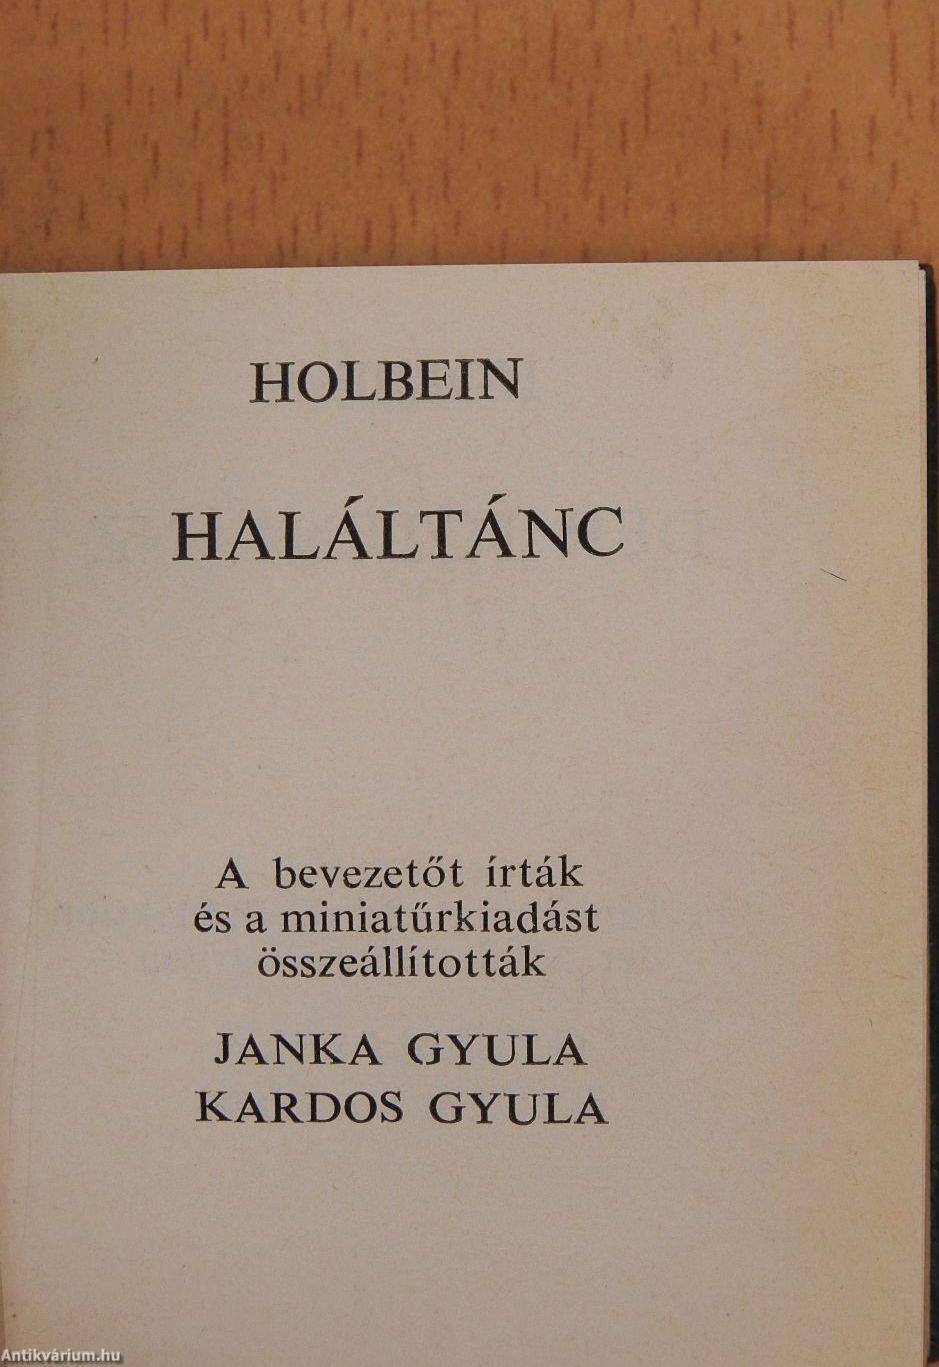 HOLBEIN
HALÁLTÁNC
A bevezetőt írták
és a miniatűrkiadást
összeállították
JANKA GYULA
KARDOS GYULA
Antikvárium.hu